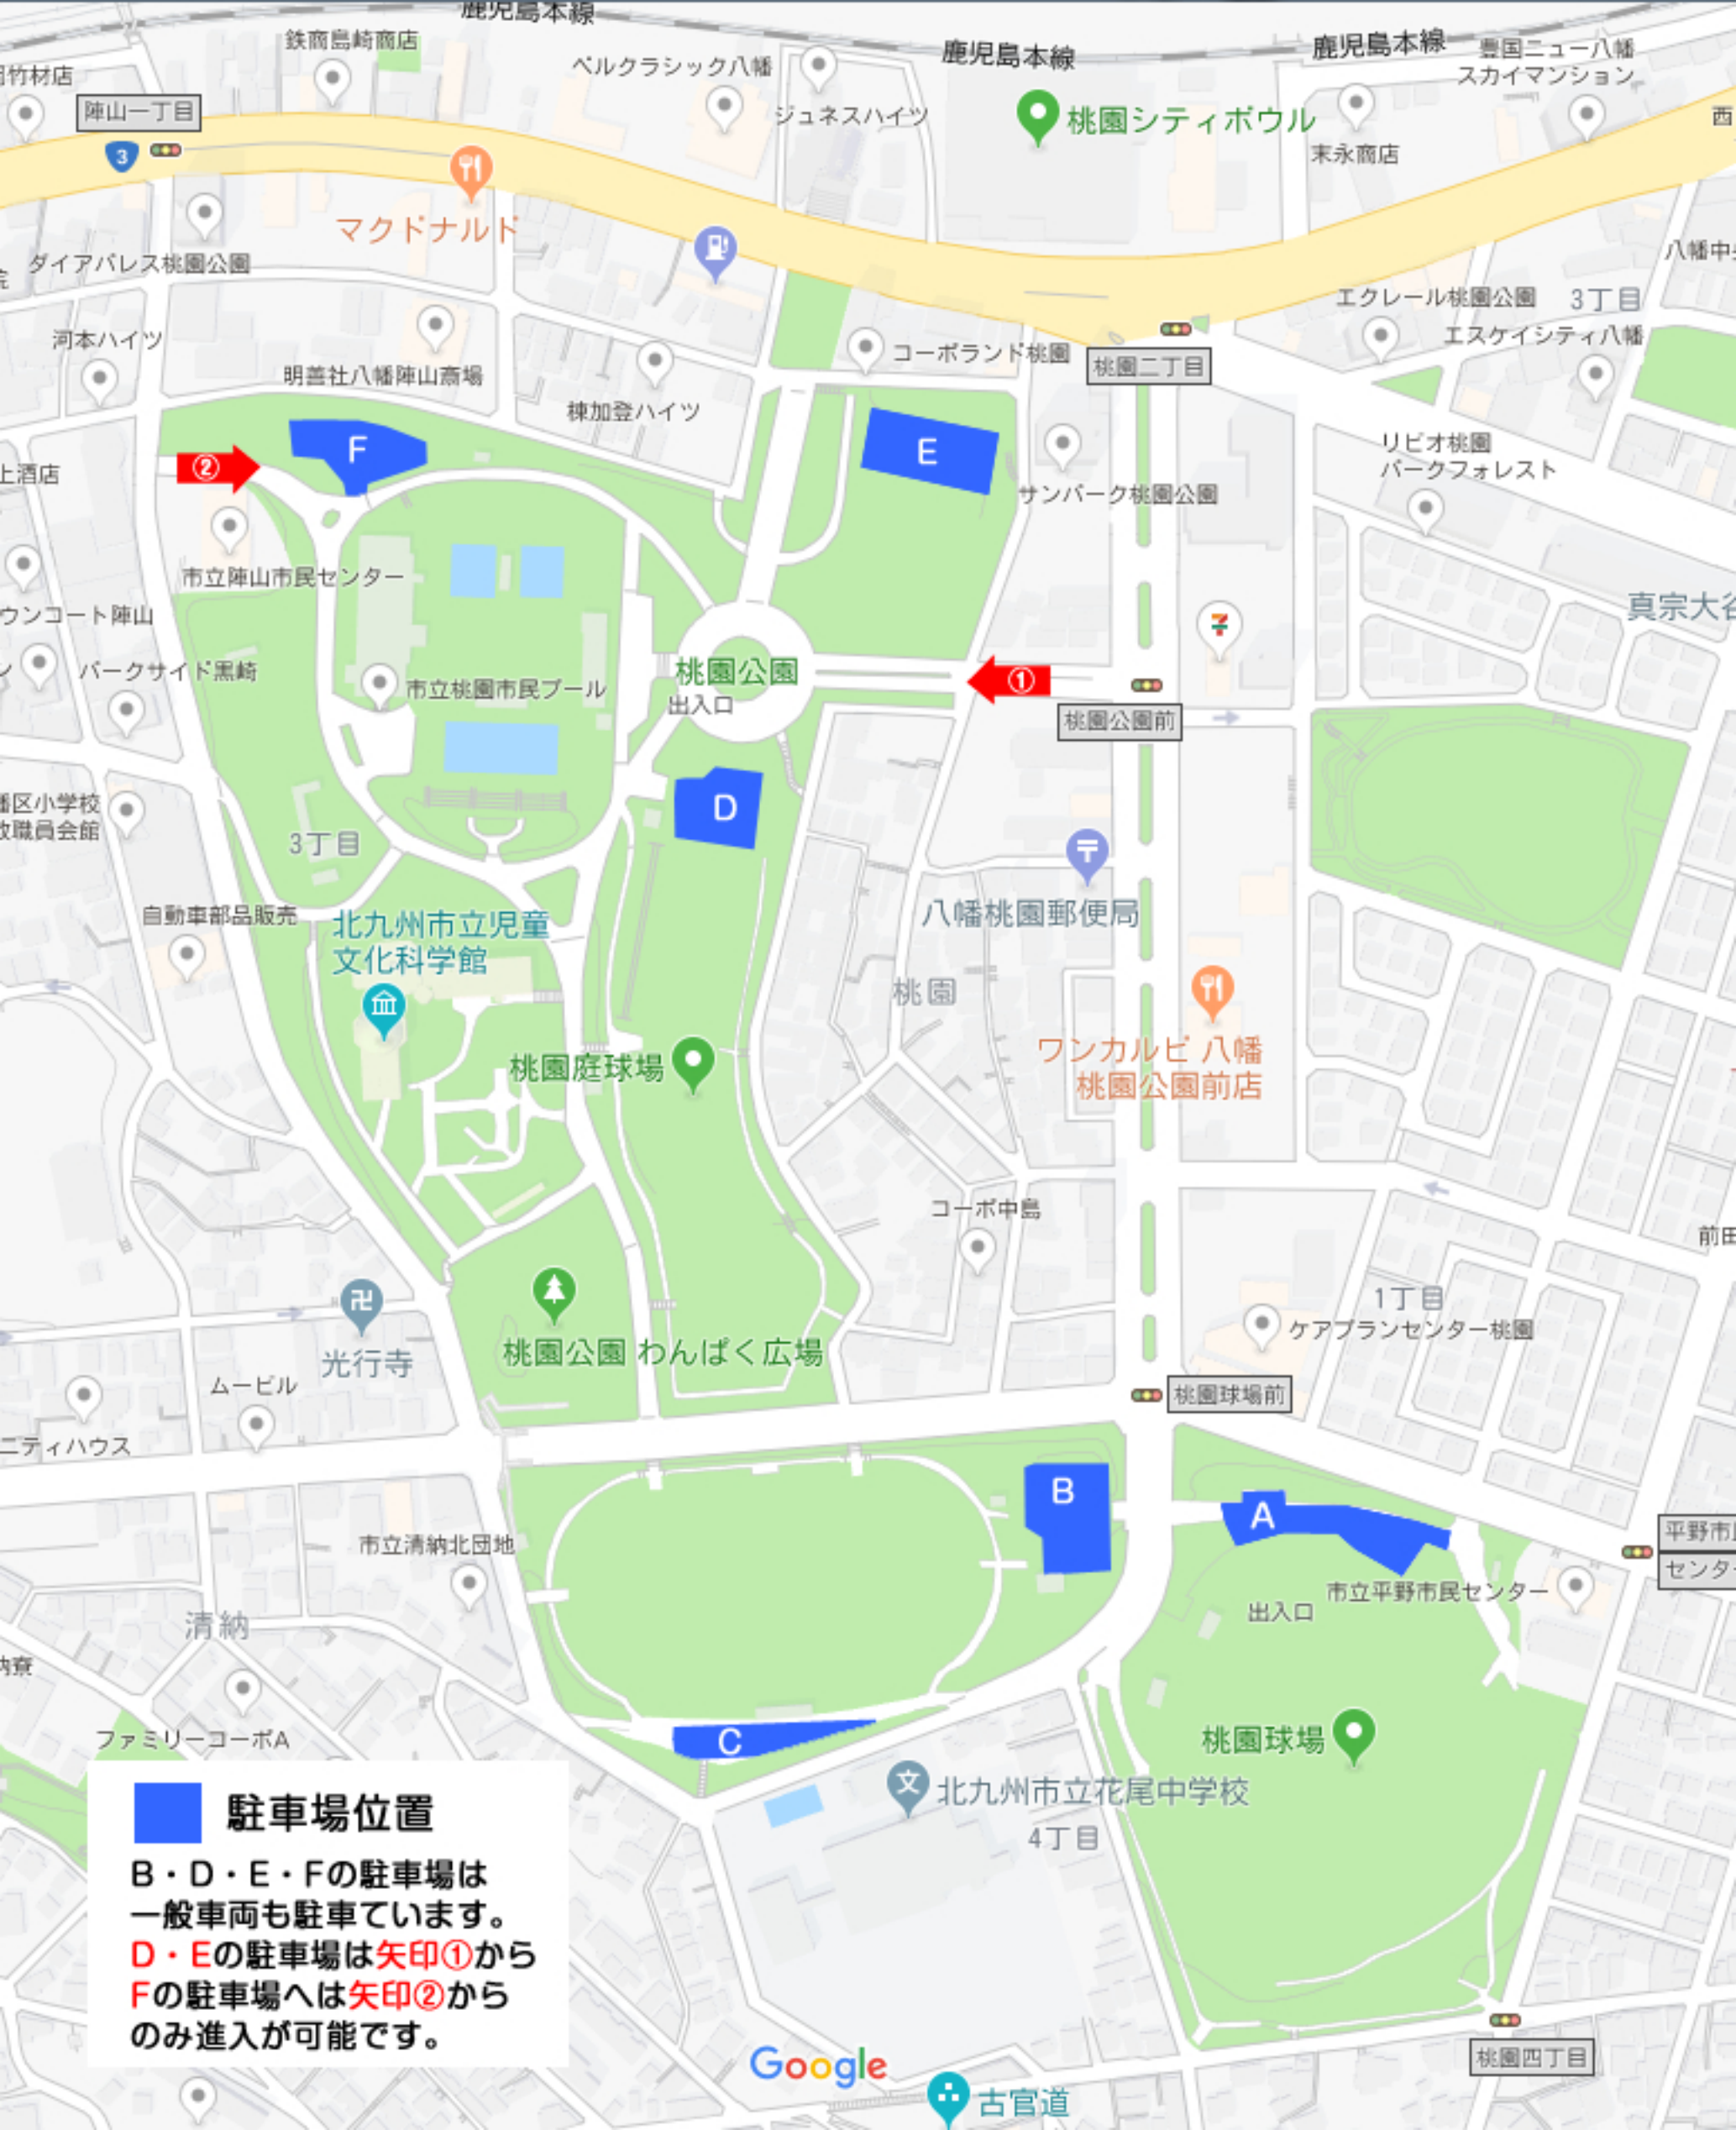 鹿児島本線
鉄商島崎商店
ベルクラシック八幡
鹿児島本線
鹿児島本線
豊国ニュー八幡
スカイマンション
竹材店
陣山一丁目
ジュネスハイツ
桃園シティボウル
末永商店
西
3
マクドナルド
ダイアパレス桃園公園
八幡中
エクレール桃園公園
3丁目
河本ハイツ
エスケイシティ八幡
明善社八幡陣山斎場
コーポランド桃園
桃園二丁目
棟加登ハイツ
F
E
リビオ桃園
パークフォレスト
上酒店
②
サンパーク桃園公園
市立陣山市民センター
ウンコート陣山
真宗大谷
7
パークサイド黒崎
市立桃園市民プール
桃園公園
出入口
①
桃園公園前
幡区小学校
教職員会館
D
3丁目
〒
八幡桃園郵便局
自動車部品販売
北九州市立児童
文化科学館
桃園
桃園庭球場
ワンカルビ 八幡
桃園公園前店
コーポ中島
前田
卍
光行寺
桃園公園 わんぱく広場
1丁目
ケアプランセンター桃園
ムービル
桃園球場前
ニティハウス
B
A
市立清納北団地
平野市民
センター
市立平野市民センター
出入口
清納
納寮
ファミリーコーポA
C
桃園球場
文
北九州市立花尾中学校
4丁目
駐車場位置
B・D・E・Fの駐車場は
一般車両も駐車ています。
D・Eの駐車場は矢印①から
Fの駐車場へは矢印②から
のみ進入が可能です。
桃園四丁目
Google
古官道